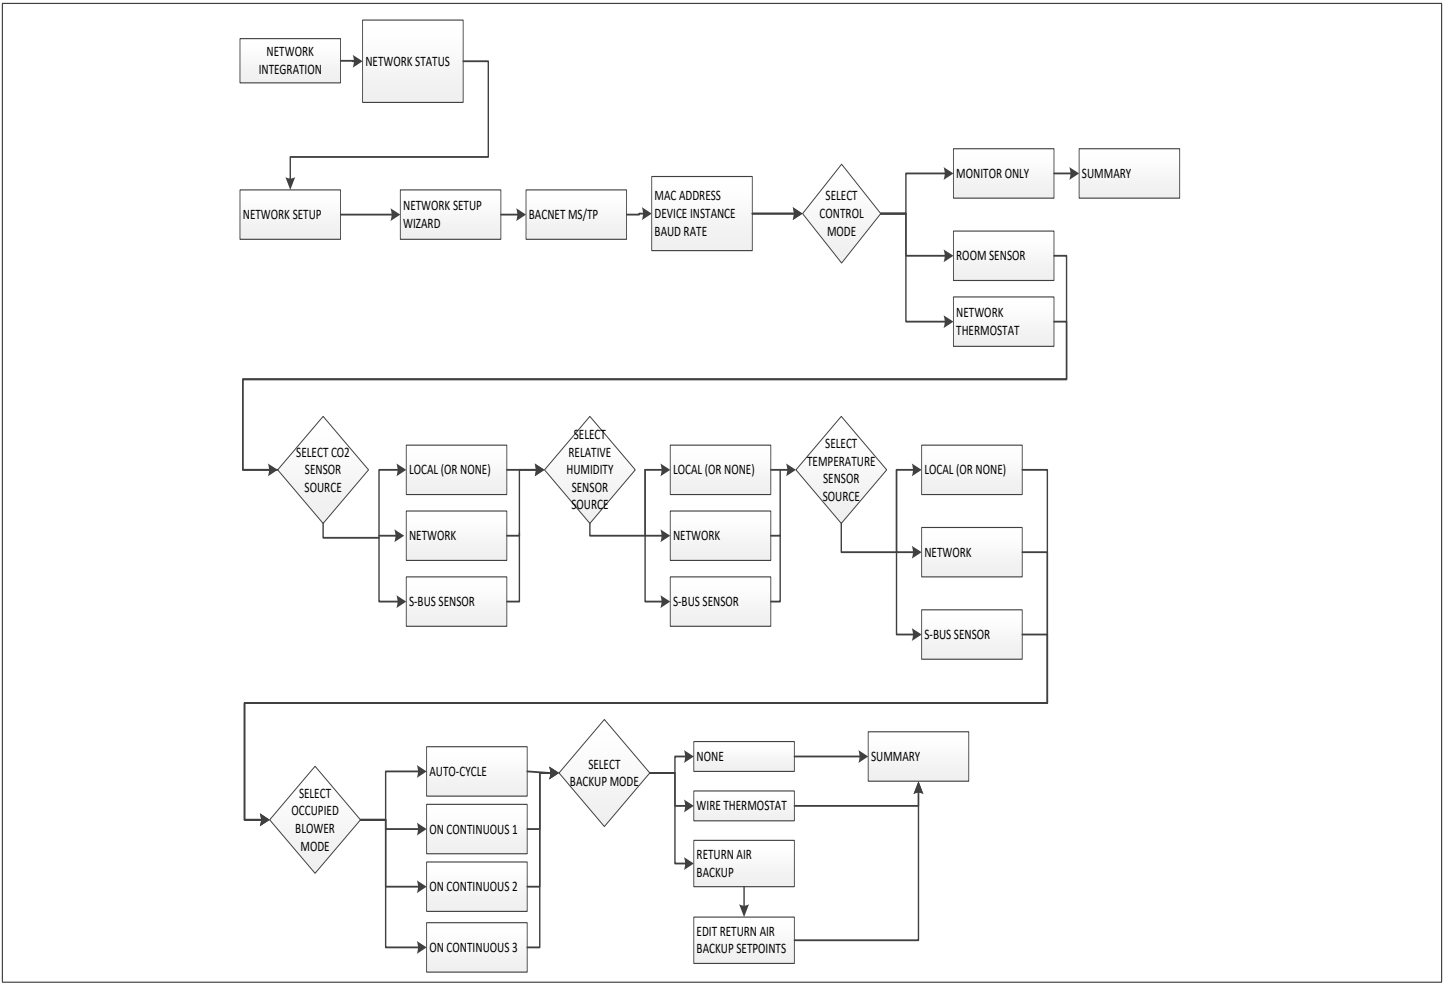 NETWORK
INTEGRATION
NETWORK STATUS
NETWORK SETUP
NETWORK SETUP
WIZARD
BACNET MS/TP
MAC ADDRESS
DEVICE INSTANCE
BAUD RATE
SELECT
CONTROL
MODE
MONITOR ONLY
SUMMARY
ROOM SENSOR
NETWORK
THERMOSTAT
SELECT CO2
SENSOR
SOURCE
LOCAL (OR NONE)
NETWORK
S-BUS SENSOR
SELECT
RELATIVE
HUMIDITY
SENSOR
SOURCE
LOCAL (OR NONE)
NETWORK
S-BUS SENSOR
SELECT
TEMPERATURE
SENSOR
SOURCE
LOCAL (OR NONE)
NETWORK
S-BUS SENSOR
SELECT
OCCUPIED
BLOWER
MODE
AUTO-CYCLE
ON CONTINUOUS 1
ON CONTINUOUS 2
ON CONTINUOUS 3
SELECT
BACKUP MODE
NONE
WIRE THERMOSTAT
RETURN AIR
BACKUP
EDIT RETURN AIR
BACKUP SETPOINTS
SUMMARY